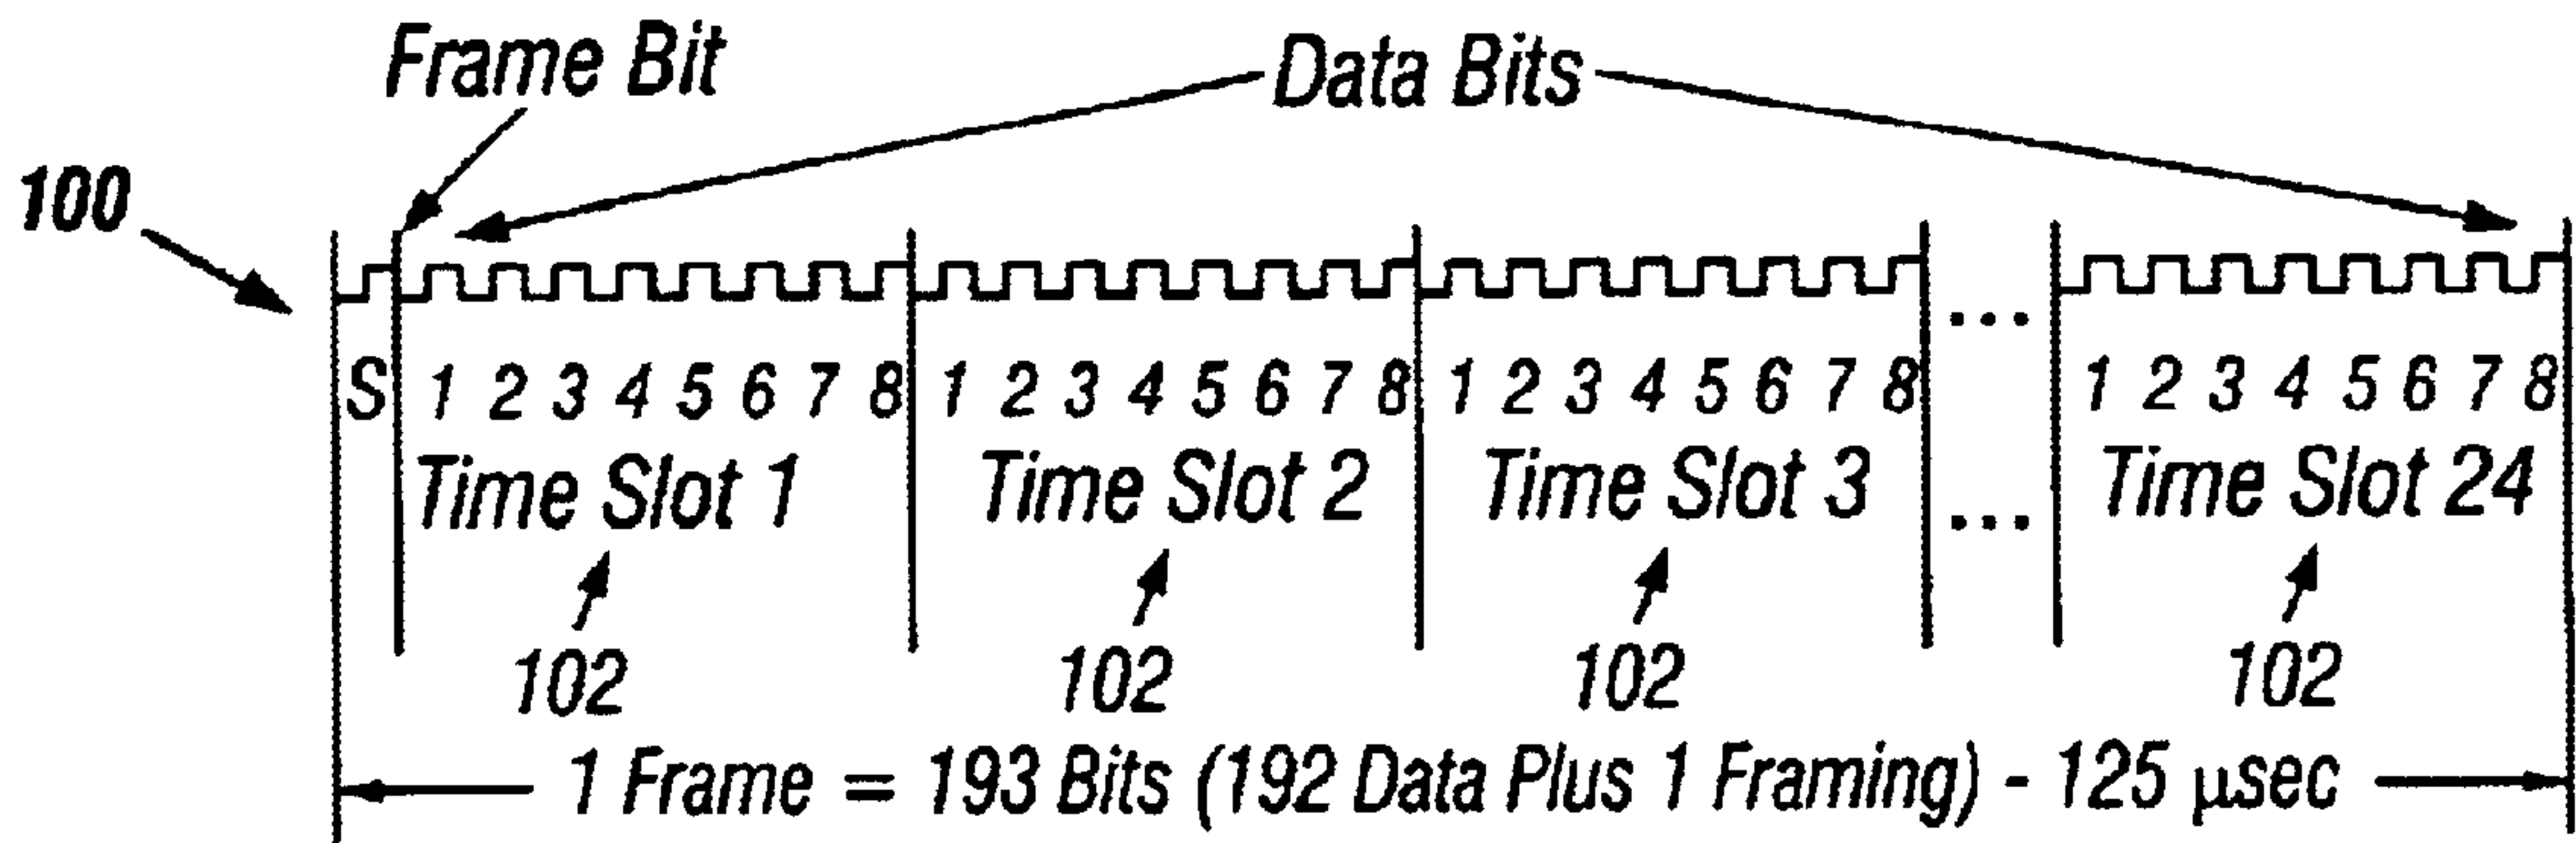 Frame Bit
Data Bits
100
S 1 2 3 4 5 6 7 8 1 2 3 4 5 6 7 8 1 2 3 4 5 6 7 8 ... 1 2 3 4 5 6 7 8
Time Slot 1 Time Slot 2 Time Slot 3 ... Time Slot 24
102 102 102 102
1 Frame = 193 Bits (192 Data Plus 1 Framing) - 125 μsec